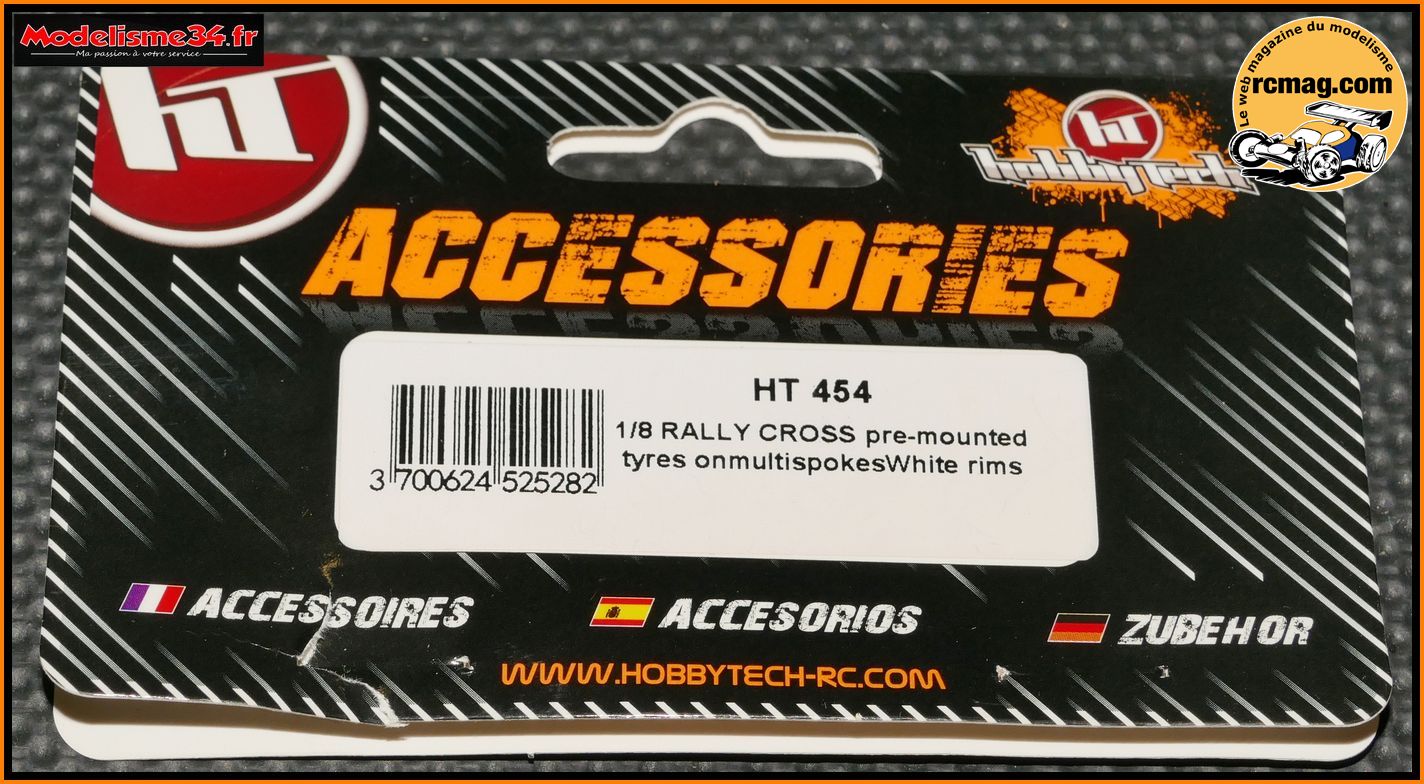 Modelisme34.fr
Ma passion à votre service
Le web magazine du modelisme
rcmag.com
HT
HT
hobbytech
ACCESSORIES
HT 454
1/8 RALLY CROSS pre-mounted
tyres onmultispokesWhite rims
3 700624 525282
ACCESSOIRES
ACCESORIOS
ZUBEHOR
WWW.HOBBYTECH-RC.COM